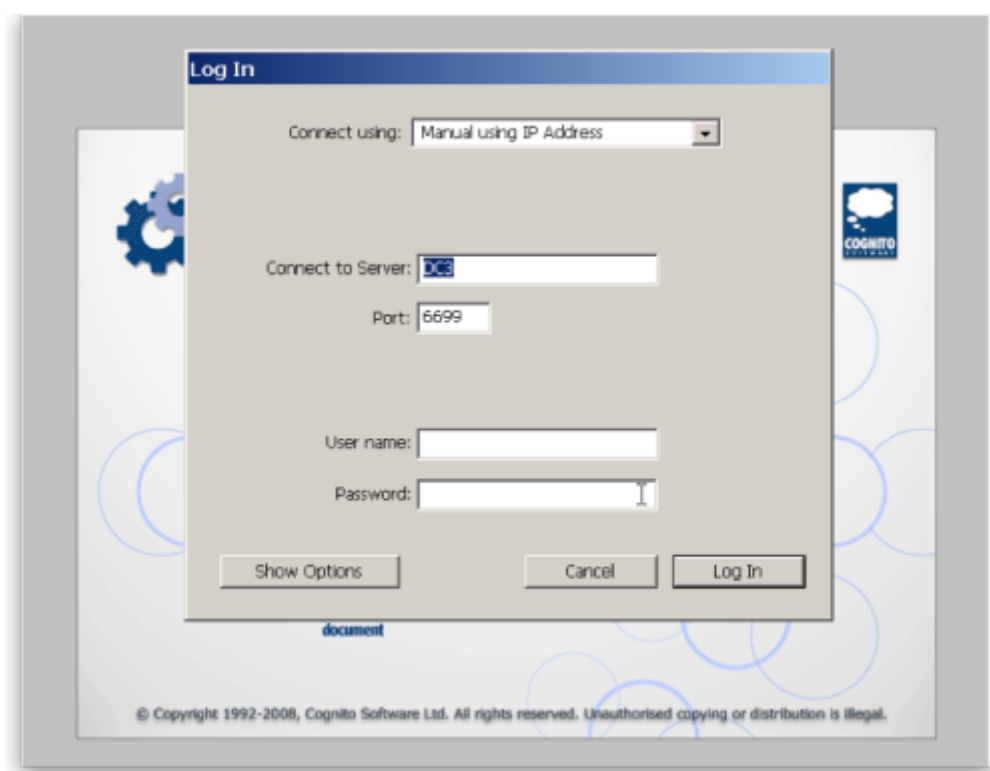 Log In
Connect using: Manual using IP Address
COGNITO
SOFTWARE
Connect to Server: DC3
Port: 6699
User name:
Password:
Show Options Cancel Log In
document
© Copyright 1992-2008, Cognito Software Ltd. All rights reserved. Unauthorised copying or distribution is illegal.